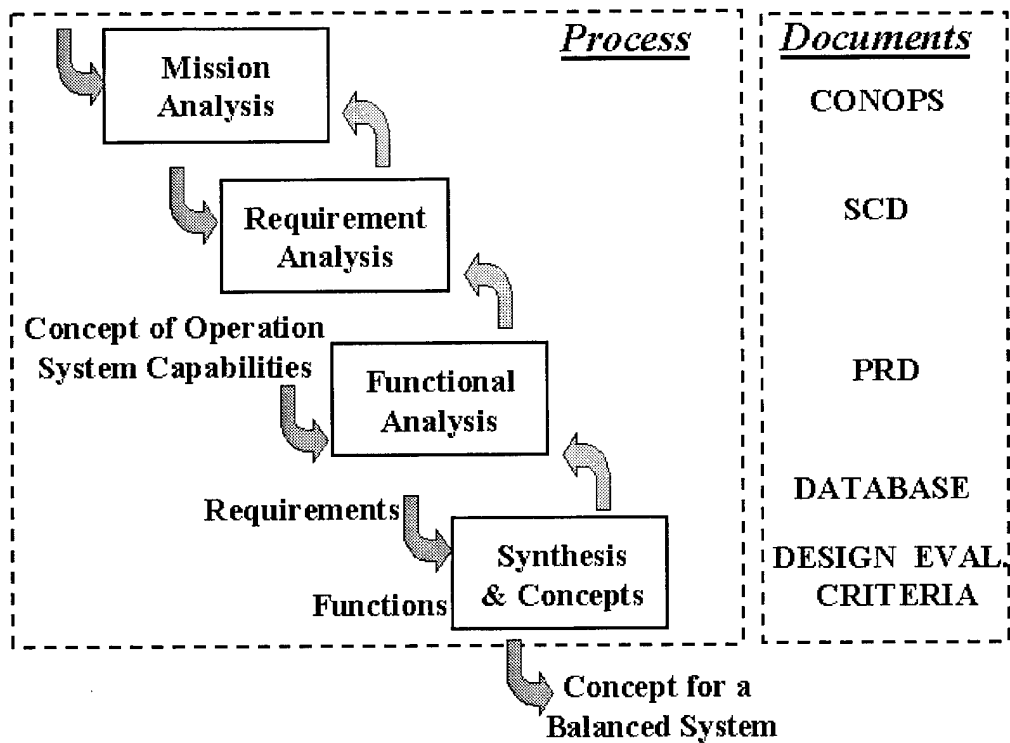 Process
Mission
Analysis
Requirement
Analysis
Concept of Operation
System Capabilities
Functional
Analysis
Requirements
Synthesis
& Concepts
Functions
Concept for a
Balanced System
Documents
CONOPS
SCD
PRD
DATABASE
DESIGN EVAL.
CRITERIA